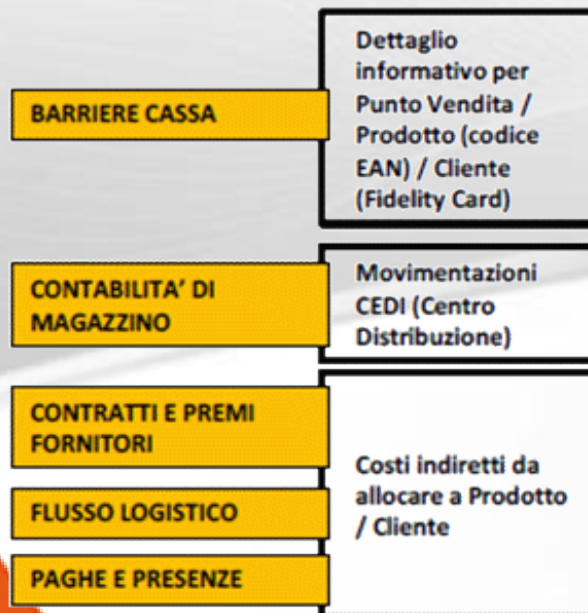 BARRIERE CASSA
Dettaglio
informativo per
Punto Vendita /
Prodotto (codice
EAN) / Cliente
(Fidelity Card)
CONTABILITA’ DI
MAGAZZINO
Movimentazioni
CEDI (Centro
Distribuzione)
CONTRATTI E PREMI
FORNITORI
FLUSSO LOGISTICO
PAGHE E PRESENZE
Costi indiretti da
allocare a Prodotto
/ Cliente